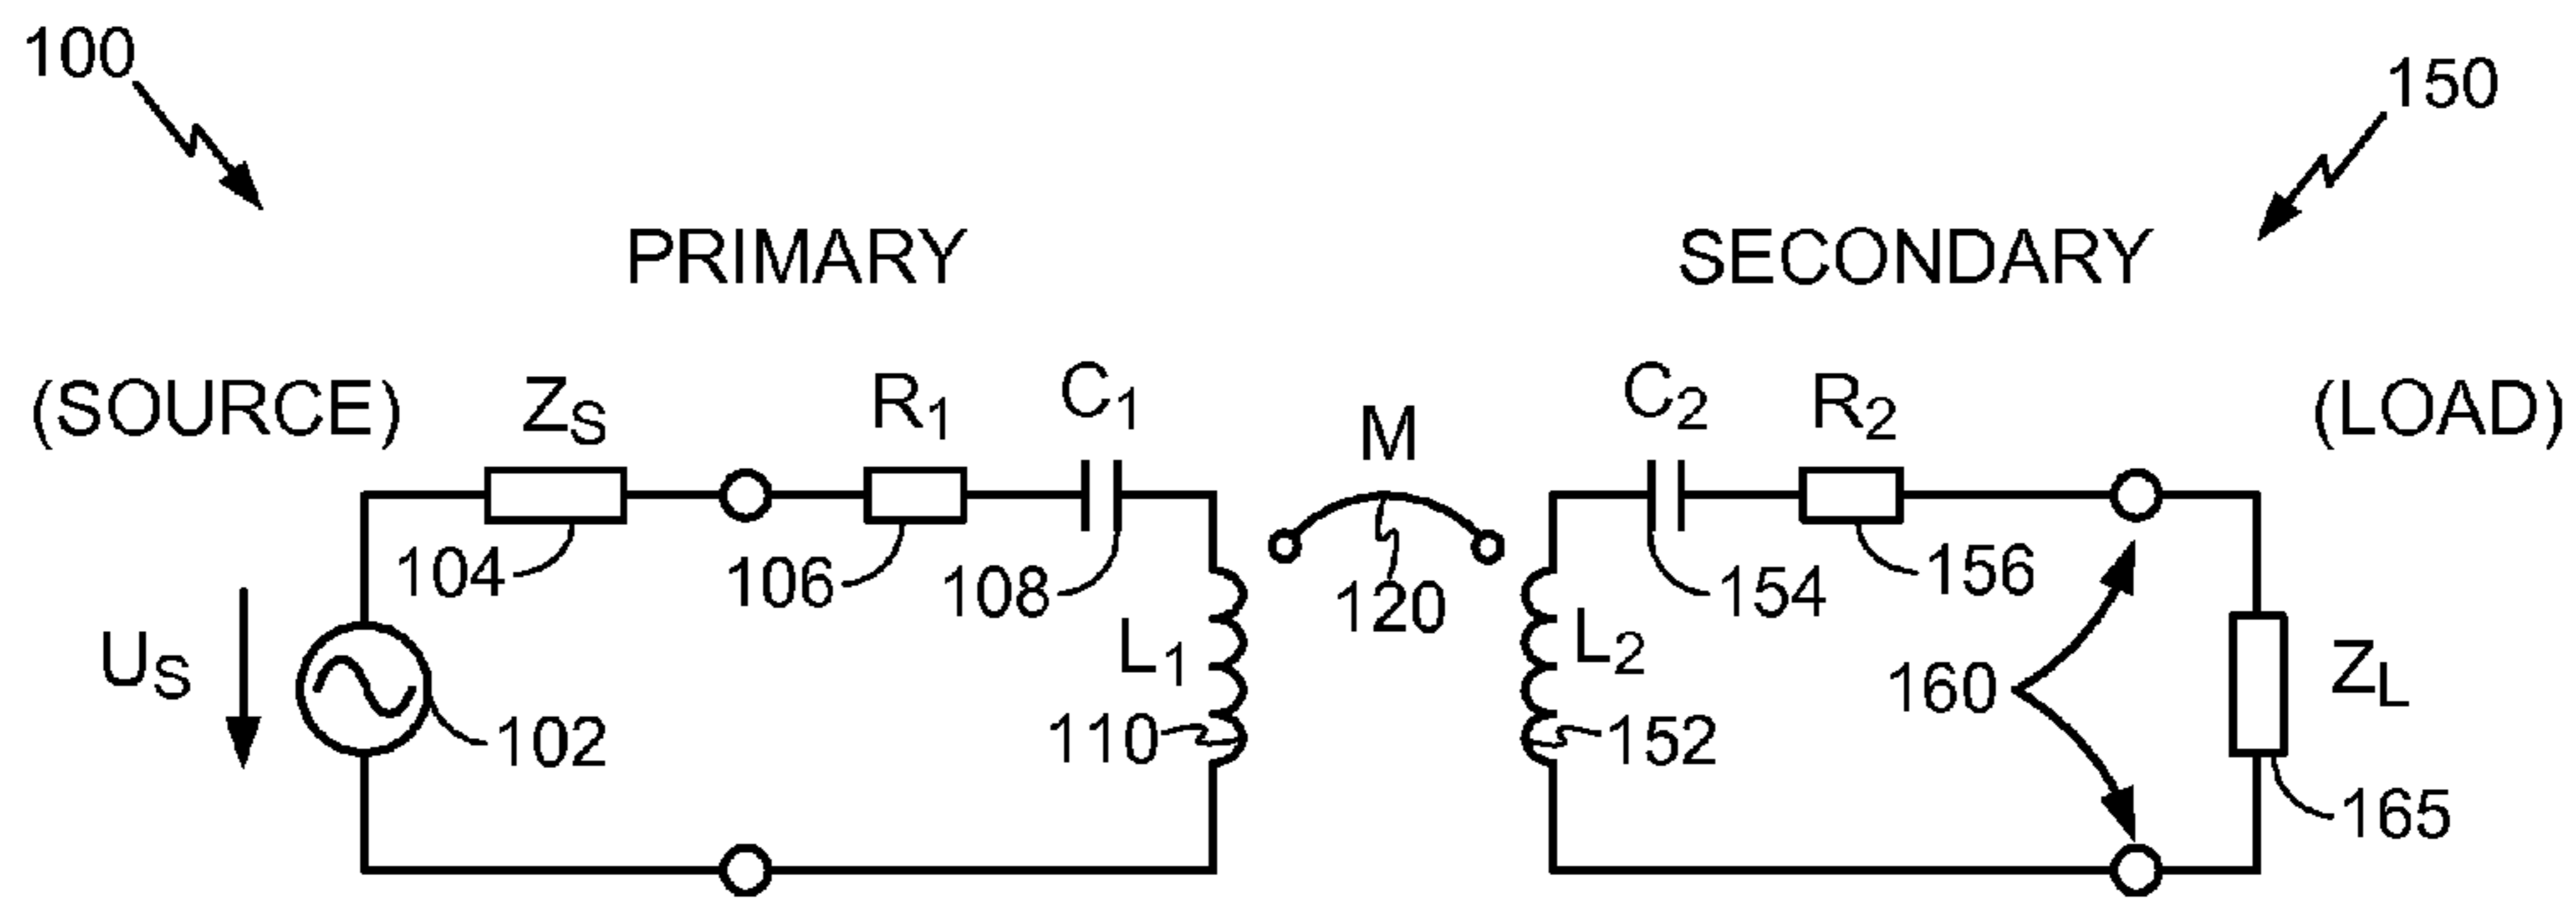 100
150
PRIMARY
SECONDARY
(SOURCE) ZS R1 C1 M C2 R2 (LOAD)
104 106 108 120 154 156
US 102 L1 110 L2 152 160 ZL 165